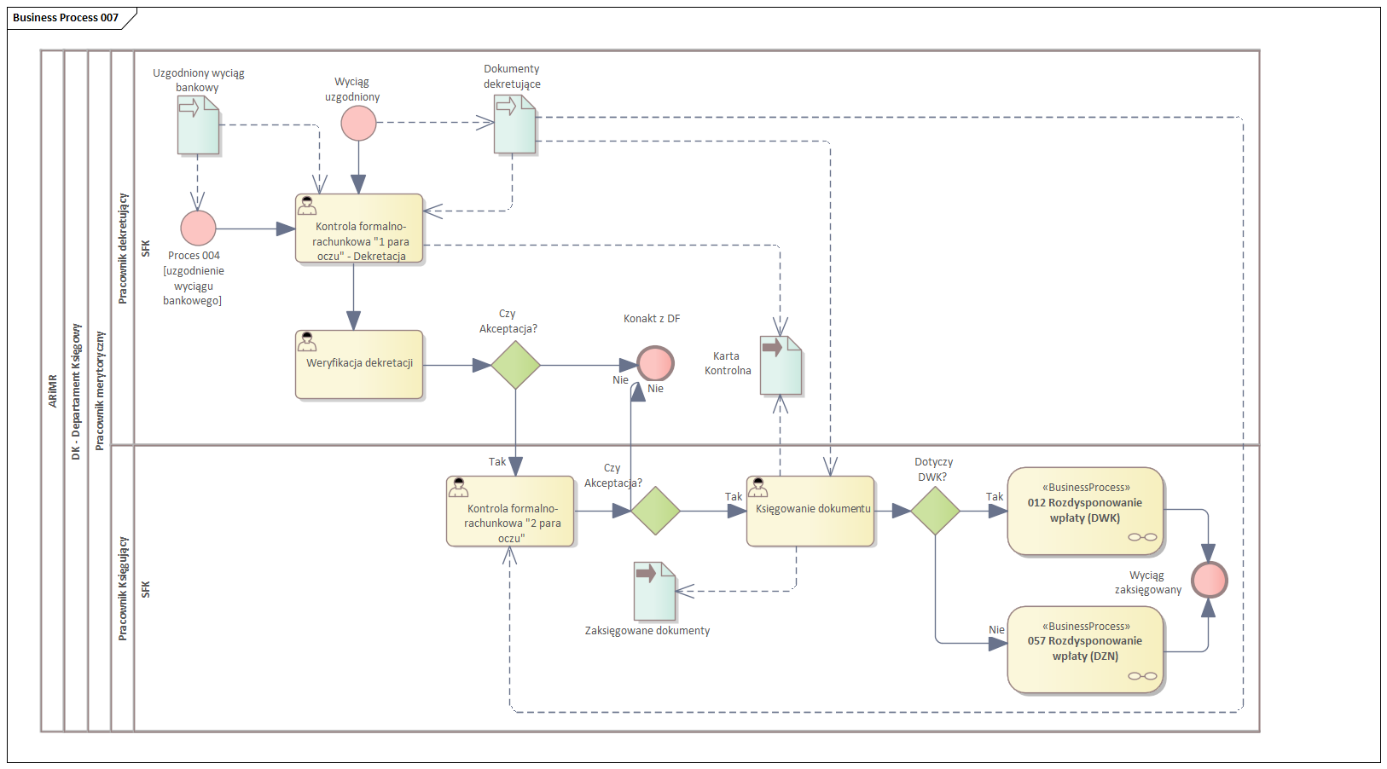 Business Process 007
ARiMR
DK - Departament Księgowy
Pracownik merytoryczny
Pracownik dekretujący
SFK
Uzgodniony wyciąg
bankowy
Wyciąg
uzgodniony
Dokumenty
dekretujące
Proces 004
[uzgodnienie
wyciągu
bankowego]
Kontrola formalno-
rachunkowa "1 para
oczu" - Dekretacja
Weryfikacja dekretacji
Czy
Akceptacja?
Konakt z DF
Nie
Nie
Karta
Kontrolna
Pracownik Księgujący
SFK
Tak
Kontrola formalno-
rachunkowa "2 para
oczu"
Czy
Akceptacja?
Tak
Księgowanie dokumentu
Zaksięgowane dokumenty
Dotyczy
DWK?
Tak
«BusinessProcess»
012 Rozdysponowanie
wpłaty (DWK)
Wyciąg
zaksięgowany
Nie
«BusinessProcess»
057 Rozdysponowanie
wpłaty (DZN)